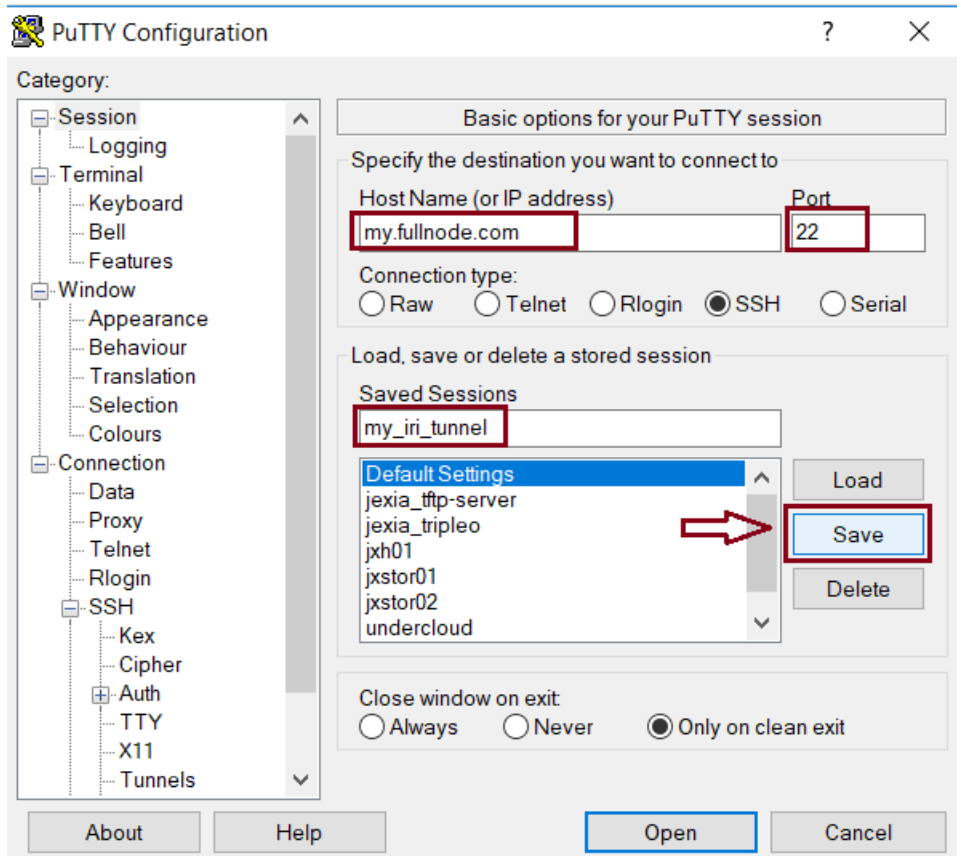 PuTTY Configuration
?
Category:
Session
Logging
Terminal
Keyboard
Bell
Features
Window
Appearance
Behaviour
Translation
Selection
Colours
Connection
Data
Proxy
Telnet
Rlogin
SSH
Kex
Cipher
Auth
TTY
X11
Tunnels
Basic options for your PuTTY session
Specify the destination you want to connect to
Host Name (or IP address) Port
my.fullnode.com 22
Connection type:
Raw Telnet Rlogin SSH Serial
Load, save or delete a stored session
Saved Sessions
my_iri_tunnel
Default Settings
jexia_tftp-server
jexia_tripleo
jxh01
jxstor01
jxstor02
undercloud
Load
Save
Delete
Close window on exit:
Always Never Only on clean exit
About Help Open Cancel